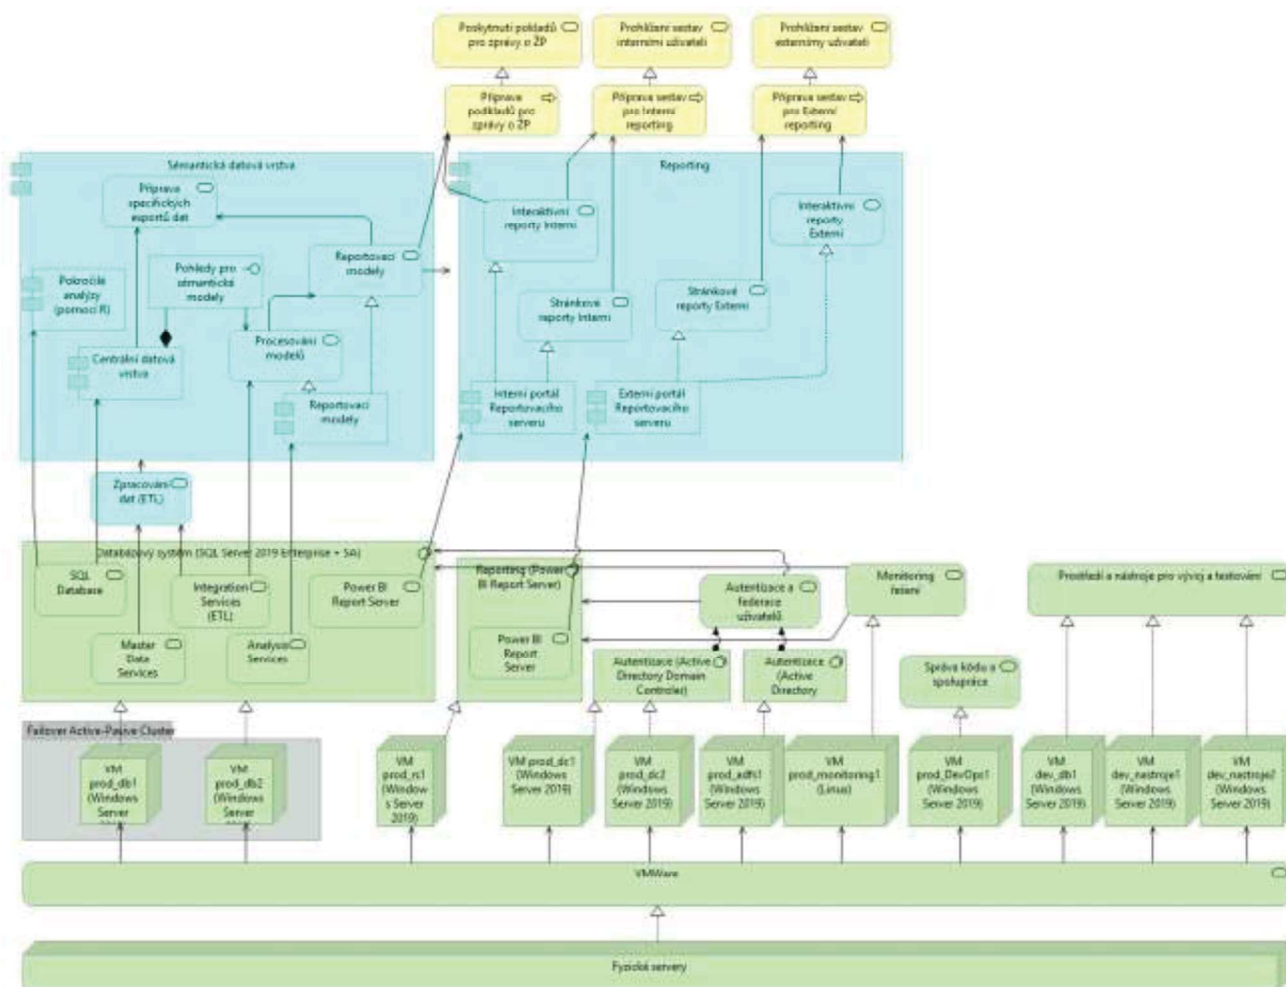 Poskytnutí pokladů
pro zprávy o ŽP
Prohlížení sestav
interními uživateli
Prohlížení sestav
externímy uživateli
Příprava
podkladů pro
zprávy o ŽP
Příprava sestav
pro Interní
reporting
Příprava sestav
pro Externí
reporting
Sémantická datová vrstva
Příprava
specifických
exportů dat
Pokročilé
analýzy
(pomocí R)
Pohledy pro
sémantické
modely
Reportovací
modely
Centrální datová
vrstva
Procesování
modelů
Reportovací
modely
Reporting
Interaktivní
reporty Interní
Interaktivní
reporty
Externí
Stránkové
reporty Interní
Stránkové
reporty Externí
Interní portál
Reportovacího
serveru
Externí portál
Reportovacího
serveru
Zpracování
dat (ETL)
Databázový systém (SQL Server 2019 Enterprise + SA)
SQL
Database
Integration
Services
(ETL)
Power BI
Report Server
Master
Data
Services
Analysis
Services
Reporting (Power
BI Report Server)
Power BI
Report
Server
Autentizace a
federace
uživatelů
Monitoring
řešení
Prostředí a nástroje pro vývoj a testování
Autentizace (Active
Directory Domain
Controler)
Autentizace
(Active
Directory
Správa kódu a
spolupráce
Failover Active-Pasive Cluster
VM
prod_db1
(Windows
Server
VM
prod_db2
(Windows
Server
VM
prod_rs1
(Window
s Server
2019)
VM prod_dc1
(Windows
Server 2019)
VM
prod_dc2
(Windows
Server 2019)
VM
prod_adfs1
(Windows
Server 2019)
VM
prod_monitoring1
(Linux)
VM
prod_DevOps1
(Windows
Server 2019)
VM
dev_db1
(Windows
Server 2019)
VM
dev_nastroje1
(Windows
Server 2019)
VM
dev_nastroje2
(Windows
Server 2019)
VMWare
Fyzické servery